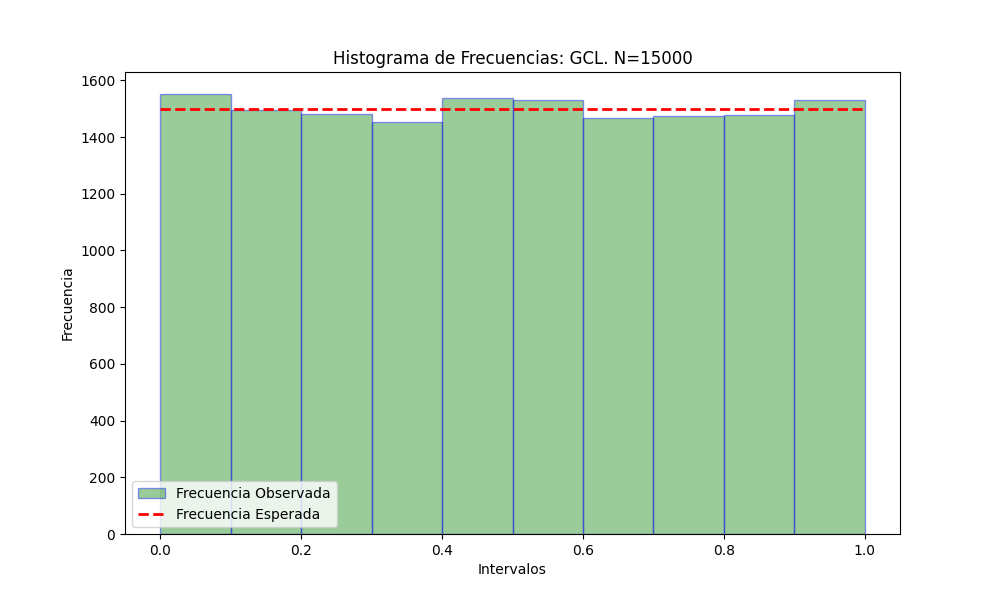 Histograma de Frecuencias: GCL. N=15000
1600
1400
1200
1000
800
600
400
200
0
Frecuencia
Frecuencia Observada
Frecuencia Esperada
0.0 0.2 0.4 0.6 0.8 1.0
Intervalos